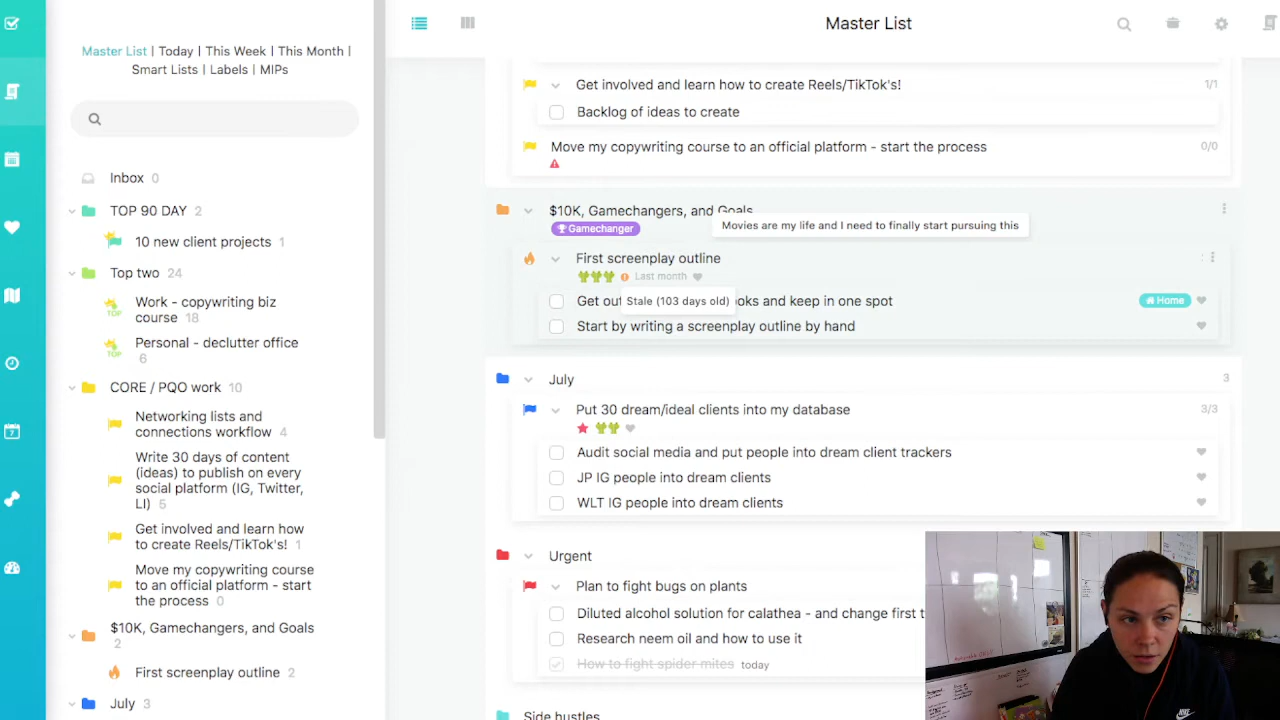 Master List
Master List | Today | This Week | This Month |
Smart Lists | Labels | MIPs
Inbox 0
TOP 90 DAY 2
10 new client projects 1
Top two 24
TOP
Work - copywriting biz
course 18
TOP
Personal - declutter office
6
CORE / PQO work 10
Networking lists and
connections workflow 4
Write 30 days of content
(ideas) to publish on every
social platform (IG, Twitter,
LI) 5
Get involved and learn how
to create Reels/TikTok's! 1
Move my copywriting course
to an official platform - start
the process 0
$10K, Gamechangers, and Goals
2
First screenplay outline 2
July 3
7
Get involved and learn how to create Reels/TikTok's! 1/1
Backlog of ideas to create
Move my copywriting course to an official platform - start the process 0/0
$10K, Gamechangers, and Goals
Gamechanger
Movies are my life and I need to finally start pursuing this
First screenplay outline
Last month
Get out ooks and keep in one spot Home
Stale (103 days old)
Start by writing a screenplay outline by hand
July 3
Put 30 dream/ideal clients into my database 3/3
Audit social media and put people into dream client trackers
JP IG people into dream clients
WLT IG people into dream clients
Urgent
Plan to fight bugs on plants
Diluted alcohol solution for calathea - and change first t
Research neem oil and how to use it
How to fight spider mites today
Side hustles